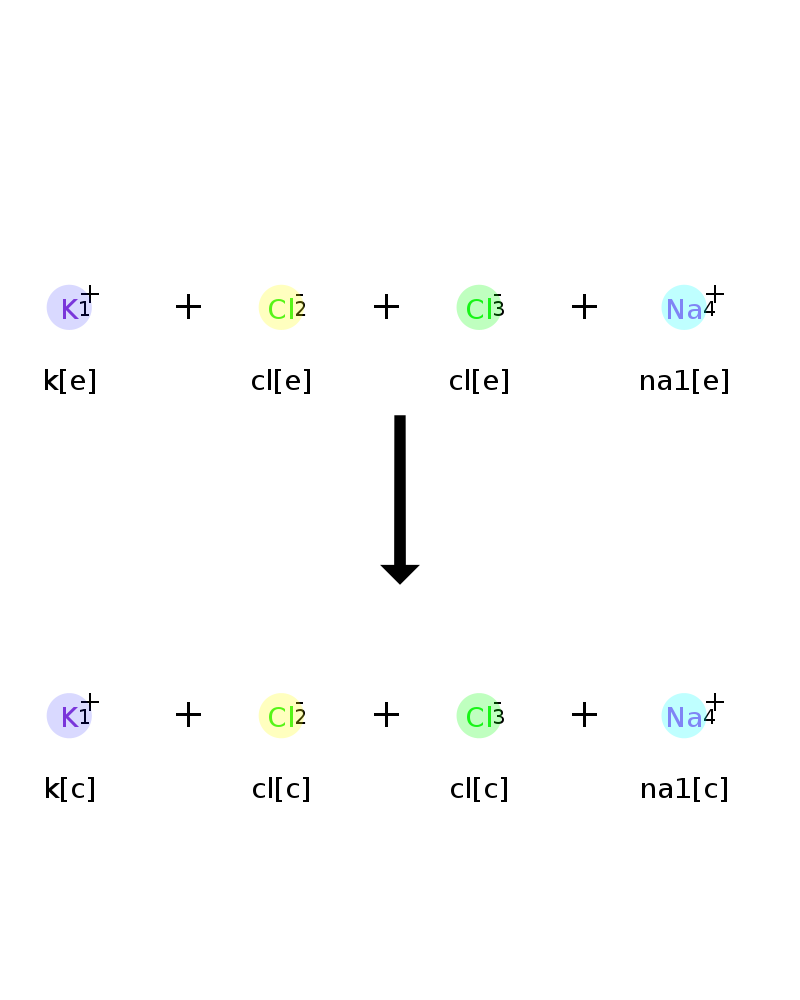 K1+ + Cl2- + Cl3- + Na4+
k[e] cl[e] cl[e] na1[e]
K1+ + Cl2- + Cl3- + Na4+
k[c] cl[c] cl[c] na1[c]